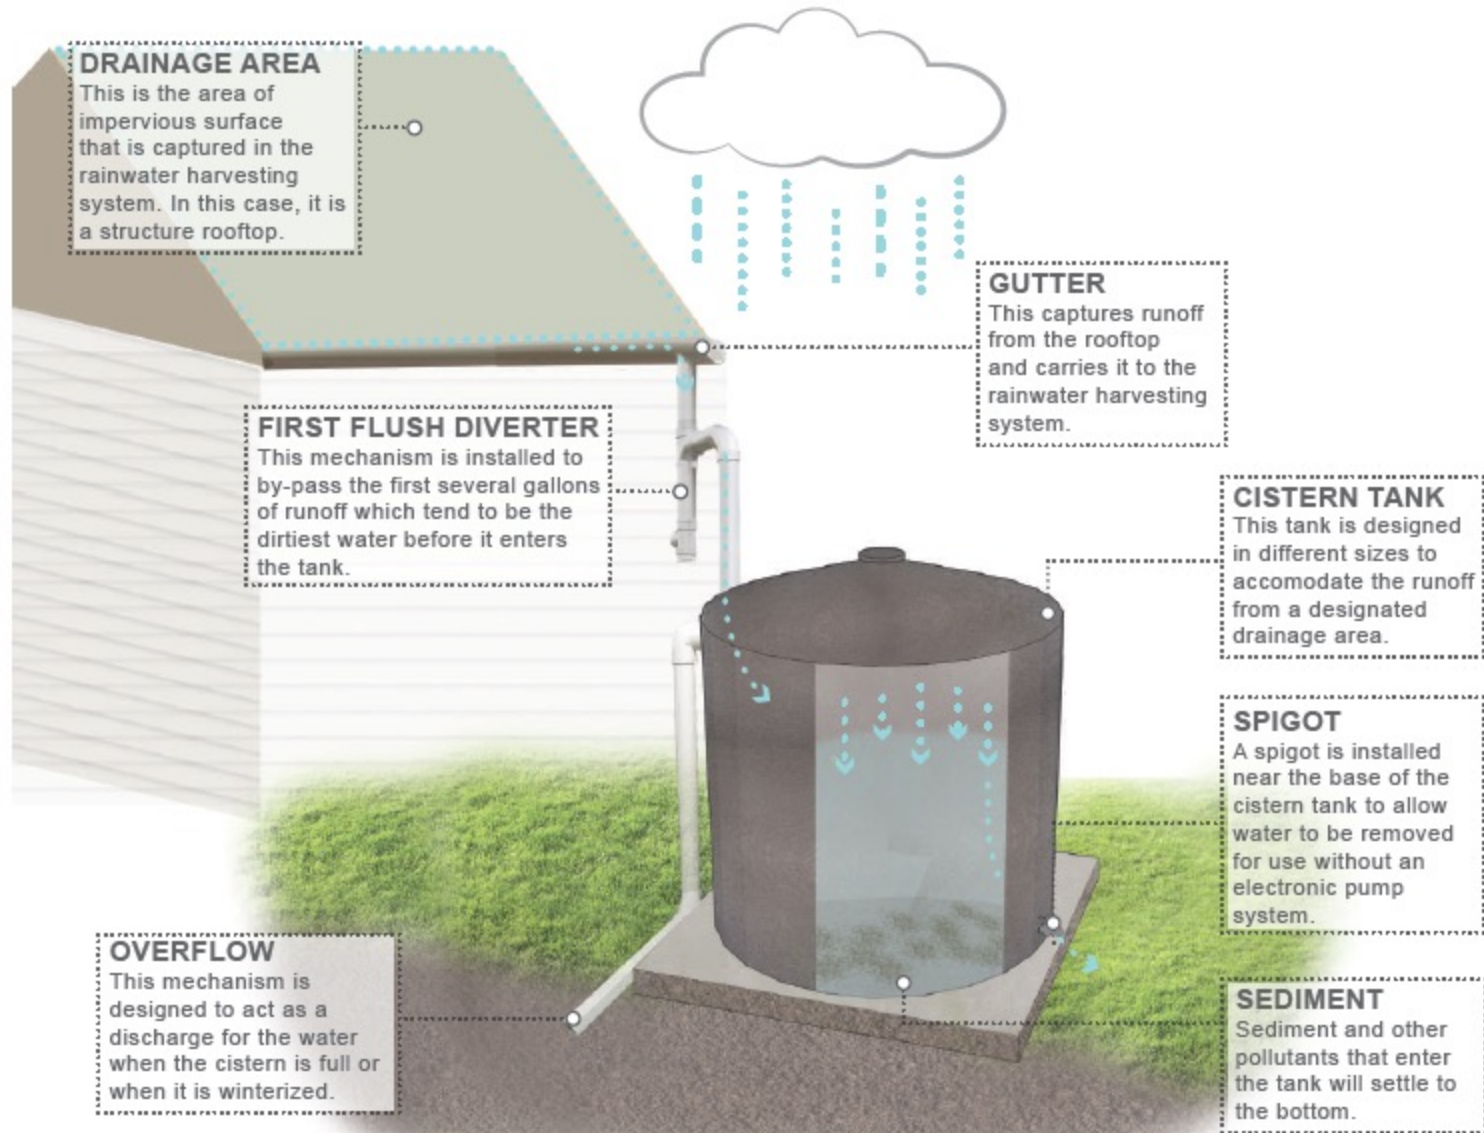 DRAINAGE AREA
This is the area of
impervious surface
that is captured in the
rainwater harvesting
system. In this case, it is
a structure rooftop.
GUTTER
This captures runoff
from the rooftop
and carries it to the
rainwater harvesting
system.
FIRST FLUSH DIVERTER
This mechanism is installed to
by-pass the first several gallons
of runoff which tend to be the
dirtiest water before it enters
the tank.
CISTERN TANK
This tank is designed
in different sizes to
accomodate the runoff
from a designated
drainage area.
SPIGOT
A spigot is installed
near the base of the
cistern tank to allow
water to be removed
for use without an
electronic pump
system.
OVERFLOW
This mechanism is
designed to act as a
discharge for the water
when the cistern is full or
when it is winterized.
SEDIMENT
Sediment and other
pollutants that enter
the tank will settle to
the bottom.